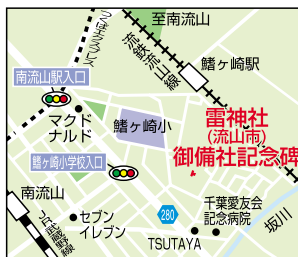 至南流山
流鉄流山線
つくばエクスプレス
鰭ヶ崎駅
南流山駅入口
マクド
ナルド
鰭ヶ崎小
雷神社
(流山市)
御備社記念碑
鰭ヶ崎小学校入口
南流山
280
千葉愛友会
記念病院
坂川
セブン
イレブン
TSUTAYA
JR武蔵野線